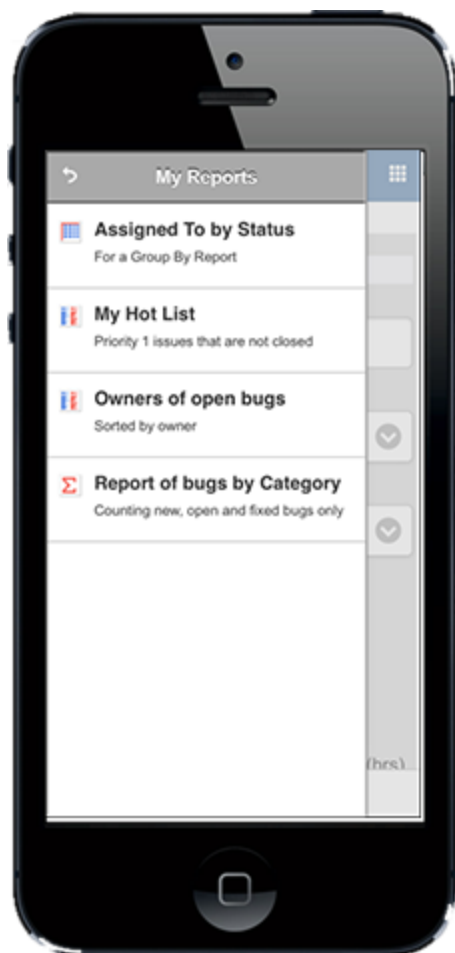 My Reports
Assigned To by Status
For a Group By Report
My Hot List
Priority 1 issues that are not closed
Owners of open bugs
Sorted by owner
Report of bugs by Category
Counting new, open and fixed bugs only
(hrs)